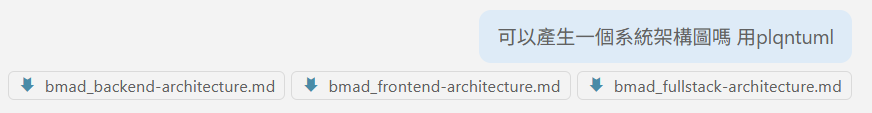 可以產生一個系統架構圖嗎 用plqntuml
bmad_backend-architecture.md bmad_frontend-architecture.md bmad_fullstack-architecture.md